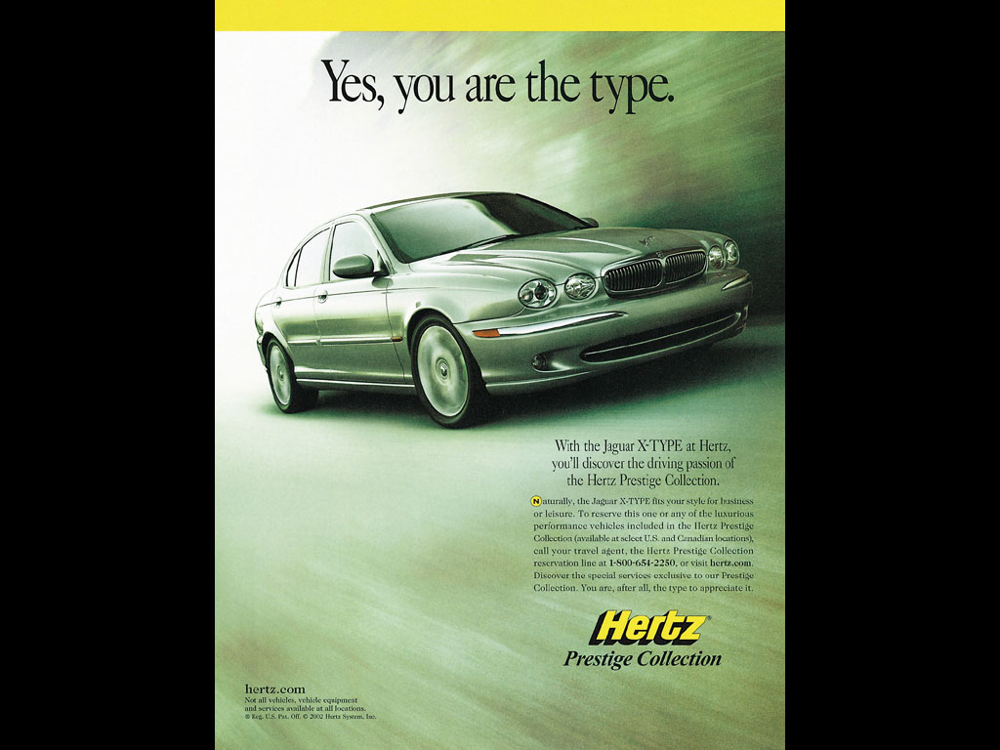 Yes, you are the type.
With the Jaguar X-TYPE at Hertz,
you'll discover the driving passion of
the Hertz Prestige Collection.
Naturally, the Jaguar X-TYPE fits your style for business
or leisure. To reserve this one or any of the luxurious
performance vehicles included in the Hertz Prestige
Collection (available at select U.S. and Canadian locations),
call your travel agent, the Hertz Prestige Collection
reservation line at 1-800-654-2250, or visit hertz.com.
Discover the special services exclusive to our Prestige
Collection. You are, after all, the type to appreciate it.
Hertz®
Prestige Collection
hertz.com
Not all vehicles, vehicle equipment
and services available at all locations.
® Reg. U.S. Pat. Off. © 2002 Hertz System, Inc.